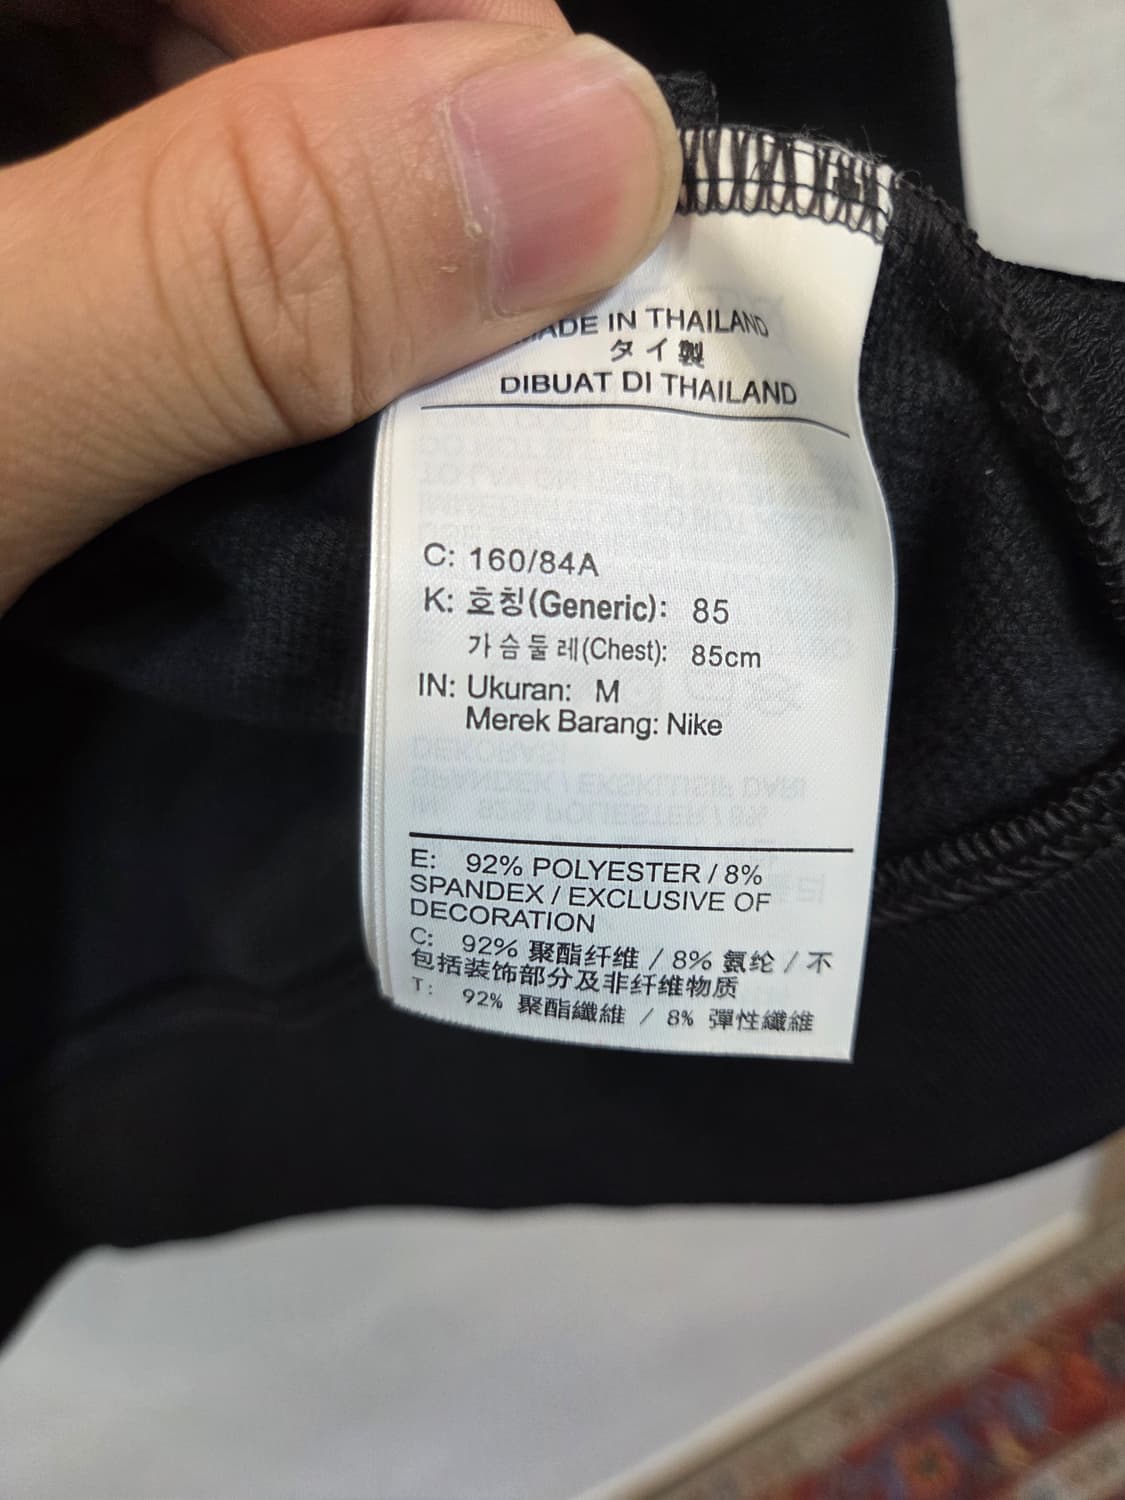 MADE IN THAILAND
タイ製
DIBUAT DI THAILAND
C: 160/84A
K: 호칭(Generic): 85
가슴둘레(Chest): 85cm
IN: Ukuran: M
Merek Barang: Nike
E: 92% POLYESTER / 8%
SPANDEX / EXCLUSIVE OF
DECORATION
C: 92% 聚酯纤维 / 8% 氨纶 / 不
包括装饰部分及非纤维物质
T: 92% 聚酯纖維 / 8% 彈性纖維